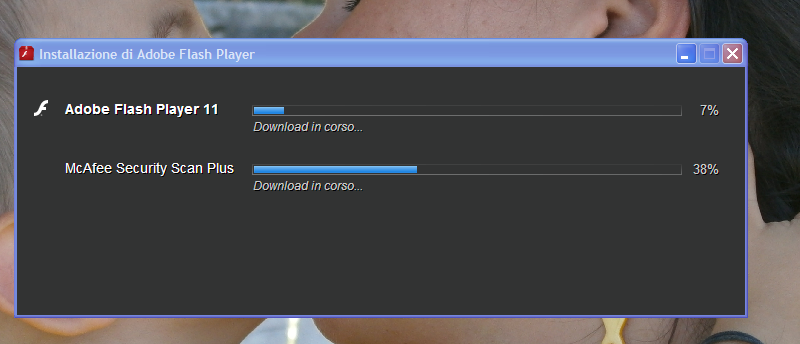 Installazione di Adobe Flash Player
Adobe Flash Player 11
7%
Download in corso...
McAfee Security Scan Plus
38%
Download in corso...